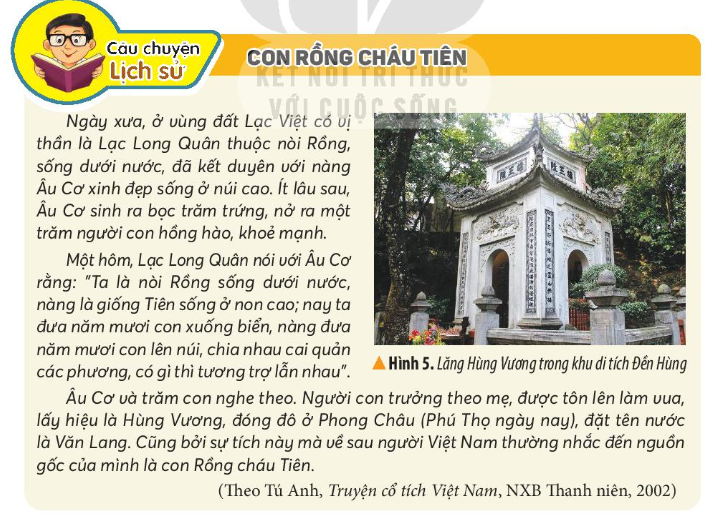 Câu chuyện
Lịch sử
CON RỒNG CHÁU TIÊN
KẾT NỐI TRI THỨC
VỚI CUỘC SỐNG
Ngày xưa, ở vùng đất Lạc Việt có vị
thần là Lạc Long Quân thuộc nòi Rồng,
sống dưới nước, đã kết duyên với nàng
Âu Cơ xinh đẹp sống ở núi cao. Ít lâu sau,
Âu Cơ sinh ra bọc trăm trứng, nở ra một
trăm người con hồng hào, khoẻ mạnh.
Một hôm, Lạc Long Quân nói với Âu Cơ
rằng: "Ta là nòi Rồng sống dưới nước,
nàng là giống Tiên sống ở non cao; nay ta
đưa năm mươi con xuống biển, nàng đưa
năm mươi con lên núi, chia nhau cai quản
các phương, có gì thì tương trợ lẫn nhau".
Hình 5. Lăng Hùng Vương trong khu di tích Đền Hùng
Âu Cơ và trăm con nghe theo. Người con trưởng theo mẹ, được tôn lên làm vua,
lấy hiệu là Hùng Vương, đóng đô ở Phong Châu (Phú Thọ ngày nay), đặt tên nước
là Văn Lang. Cũng bởi sự tích này mà về sau người Việt Nam thường nhắc đến nguồn
gốc của mình là con Rồng cháu Tiên.
(Theo Tú Anh, Truyện cổ tích Việt Nam, NXB Thanh niên, 2002)